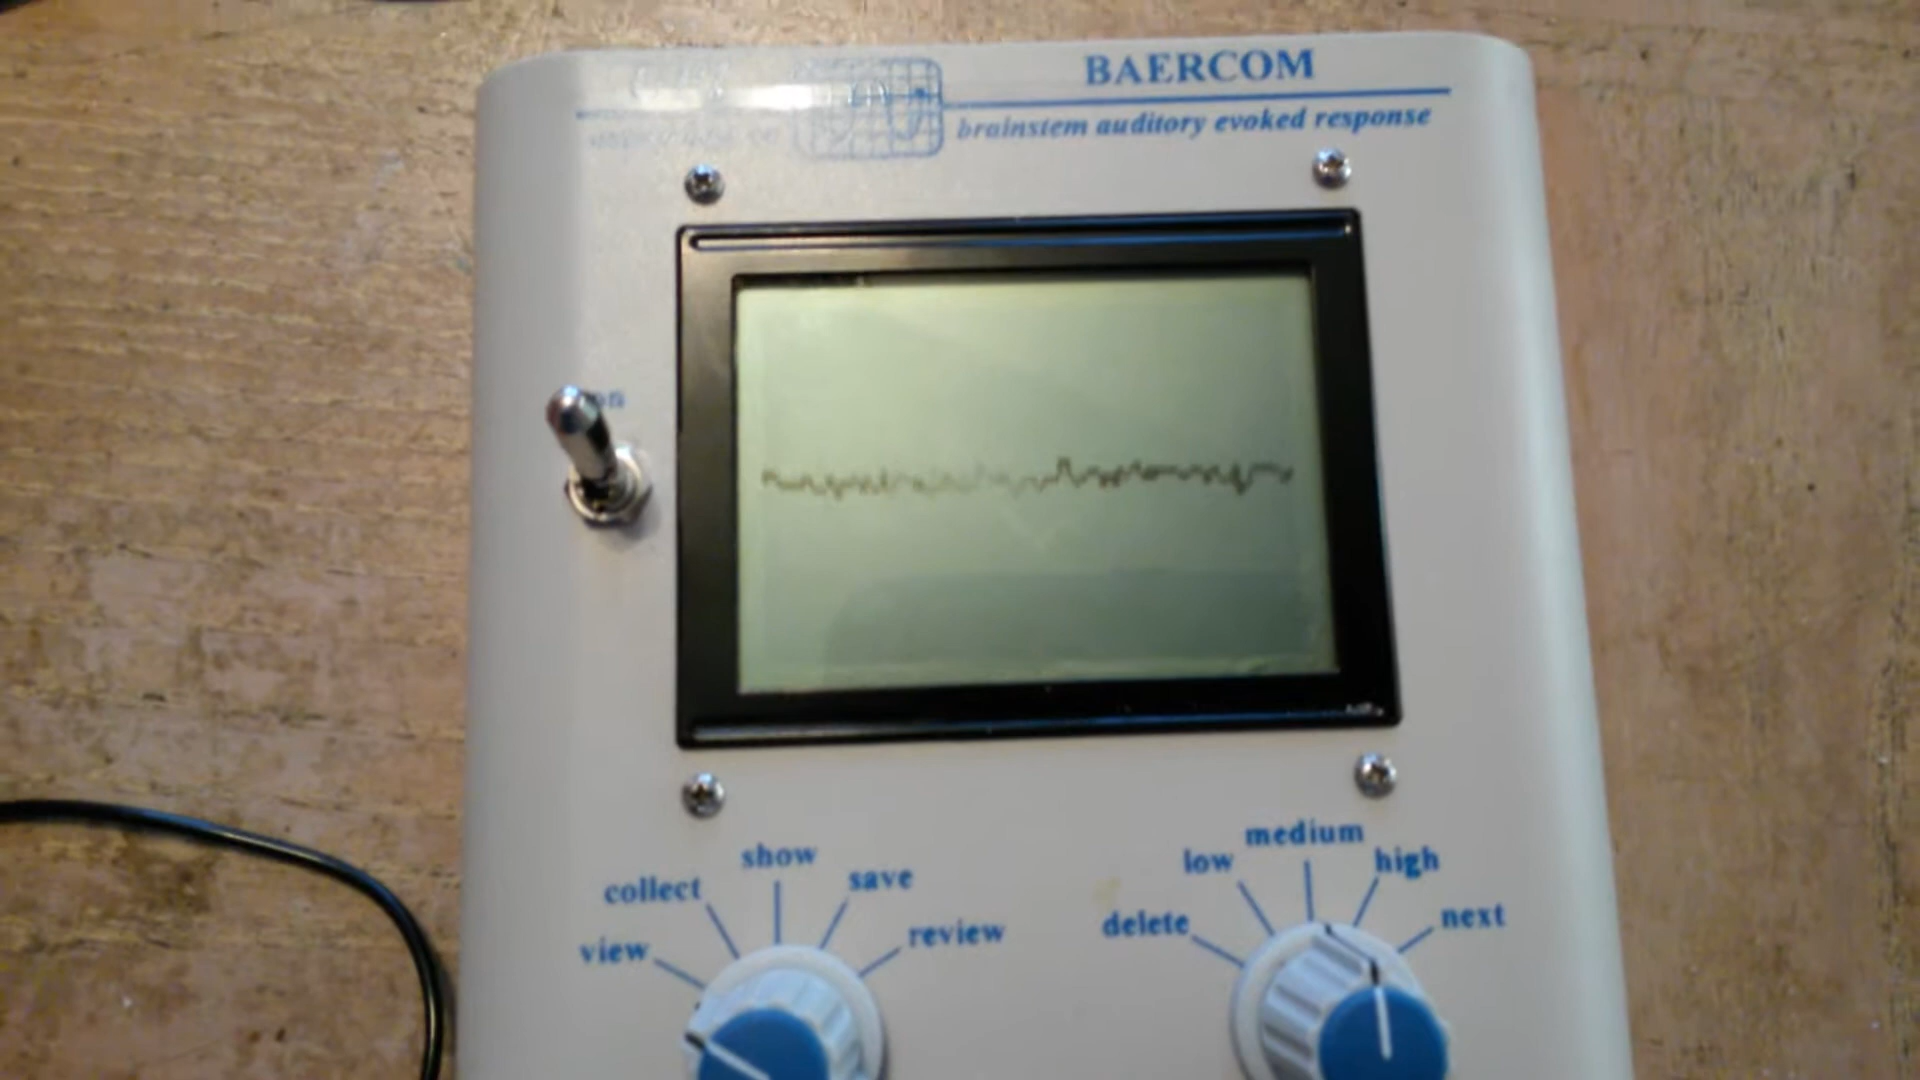 BAERCOM
brainstem auditory evoked response
on
view
collect
show
save
review
delete
low
medium
high
next